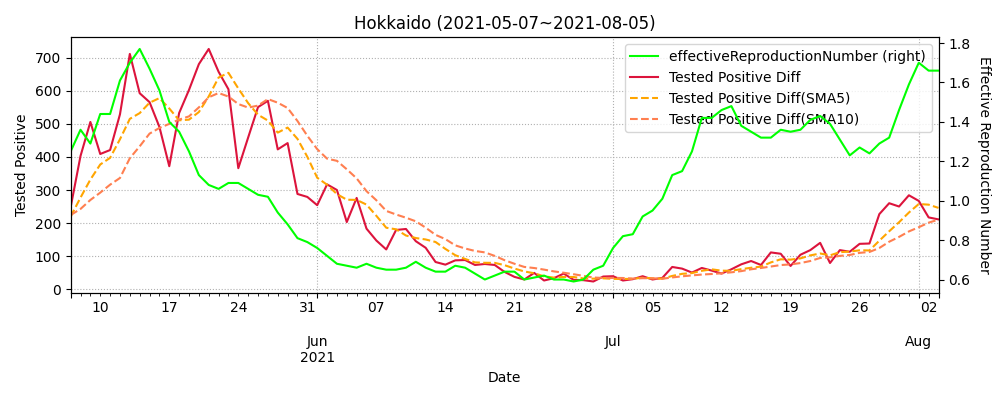 Hokkaido (2021-05-07~2021-08-05)
effectiveReproductionNumber (right)
Tested Positive Diff
Tested Positive Diff(SMA5)
Tested Positive Diff(SMA10)
Tested Positive
700
600
500
400
300
200
100
0
1.8
1.6
1.4
1.2
1.0
0.8
0.6
Effective Reproduction Number
10 17 24 31 07 14 21 28 05 12 19 26 02
Jun Jul Aug
2021
Date